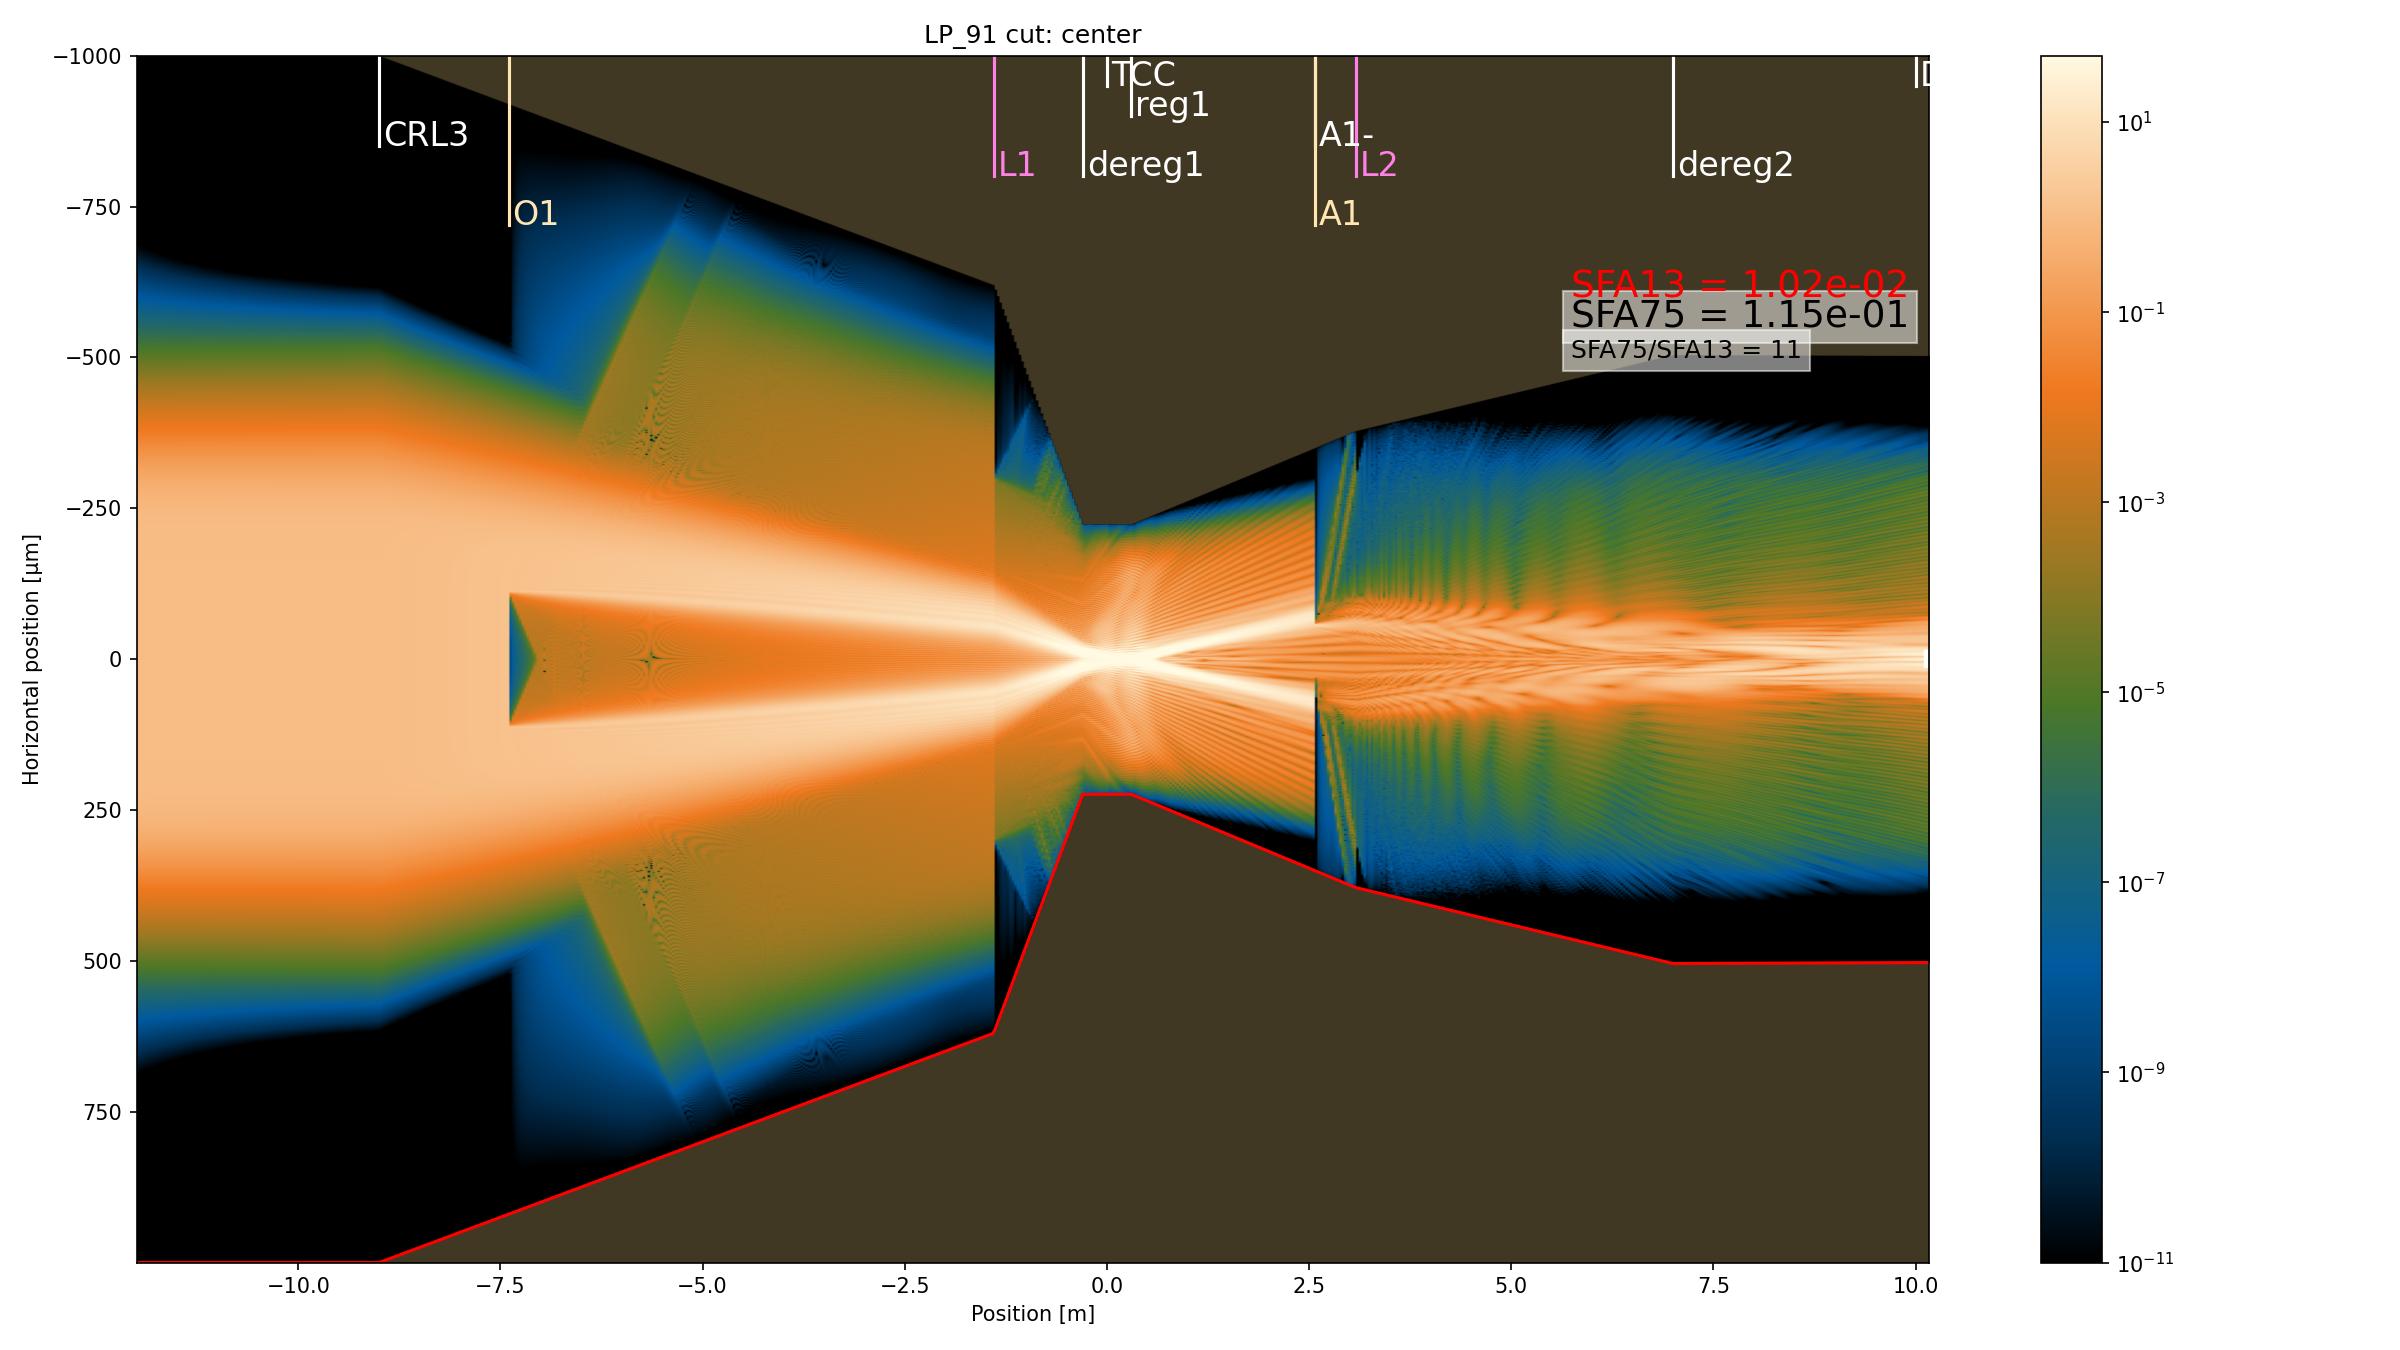 LP_91 cut: center
−1000
−750
−500
−250
0
250
500
750
Horizontal position [μm]
CRL3
O1
L1
TCC
reg1
dereg1
A1-
L2
A1
dereg2
D
SFA13 = 1.02e-02
SFA75 = 1.15e-01
SFA75/SFA13 = 11
−10.0
−7.5
−5.0
−2.5
0.0
2.5
5.0
7.5
10.0
Position [m]
10¹
10⁻¹
10⁻³
10⁻⁵
10⁻⁷
10⁻⁹
10⁻¹¹